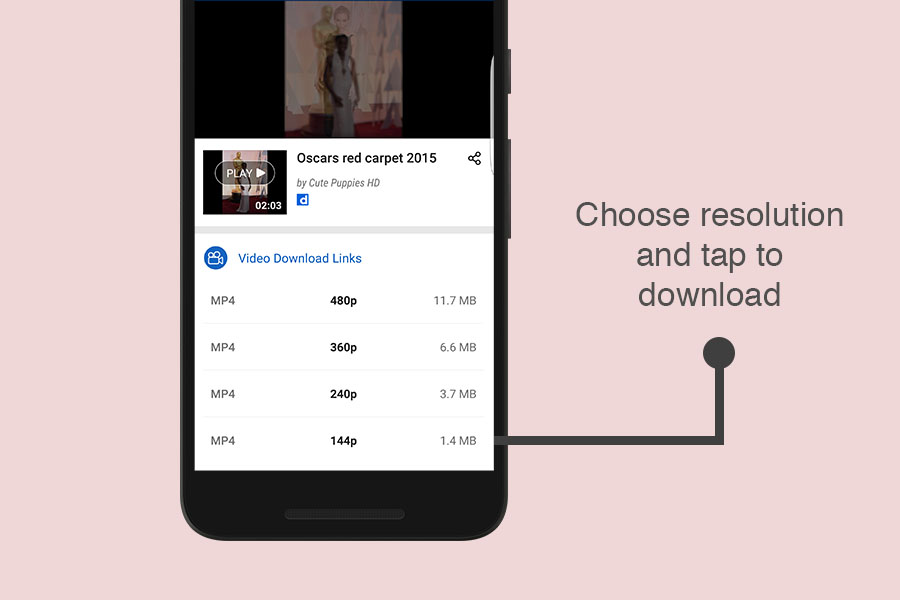 PLAY
02:03
Oscars red carpet 2015
by Cute Puppies HD
d
Video Download Links
MP4 480p 11.7 MB
MP4 360p 6.6 MB
MP4 240p 3.7 MB
MP4 144p 1.4 MB
Choose resolution
and tap to
download